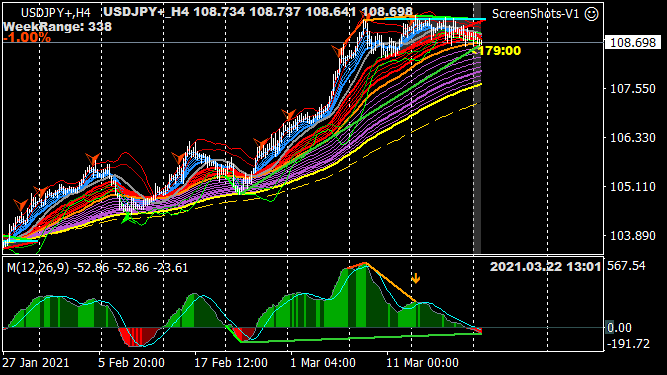 USDJPY+,H4 USDJPY+_H4 108.734 108.737 108.641 108.698 ScreenShots-V1 ☺
WeekRange: 338
-1.00%
108.698
179:00
107.550
106.330
105.110
103.890
M(12,26,9) -52.86 -52.86 -23.61 2021.03.22 13:01 567.54
0.00
-191.72
27 Jan 2021 5 Feb 20:00 17 Feb 12:00 1 Mar 04:00 11 Mar 00:00